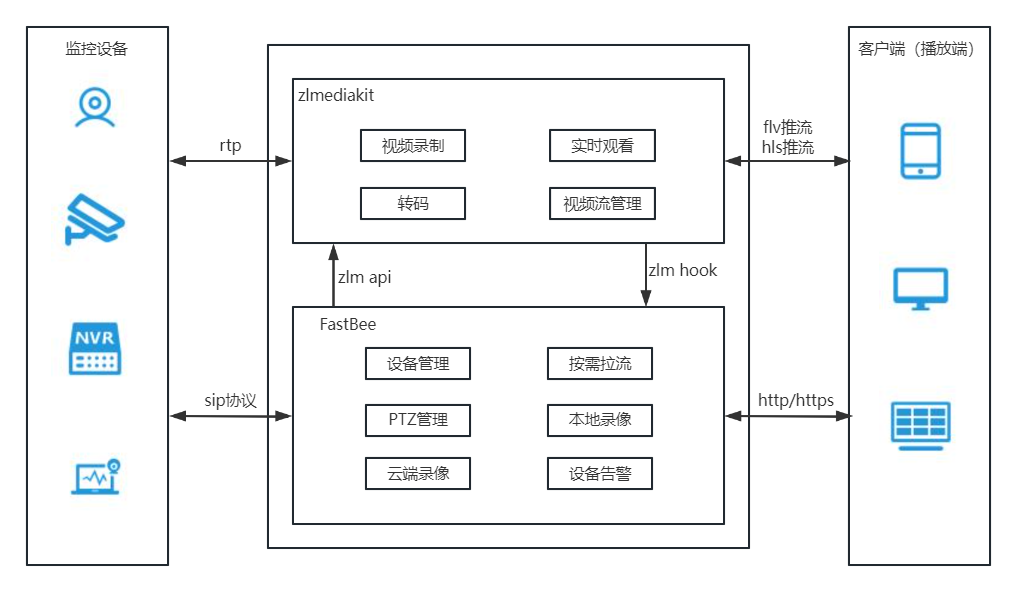 监控设备
NVR
rtp
sip协议
zlmediakit
视频录制
实时观看
转码
视频流管理
zlm api
zlm hook
FastBee
设备管理
按需拉流
PTZ管理
本地录像
云端录像
设备告警
flv推流
hls推流
http/https
客户端（播放端）